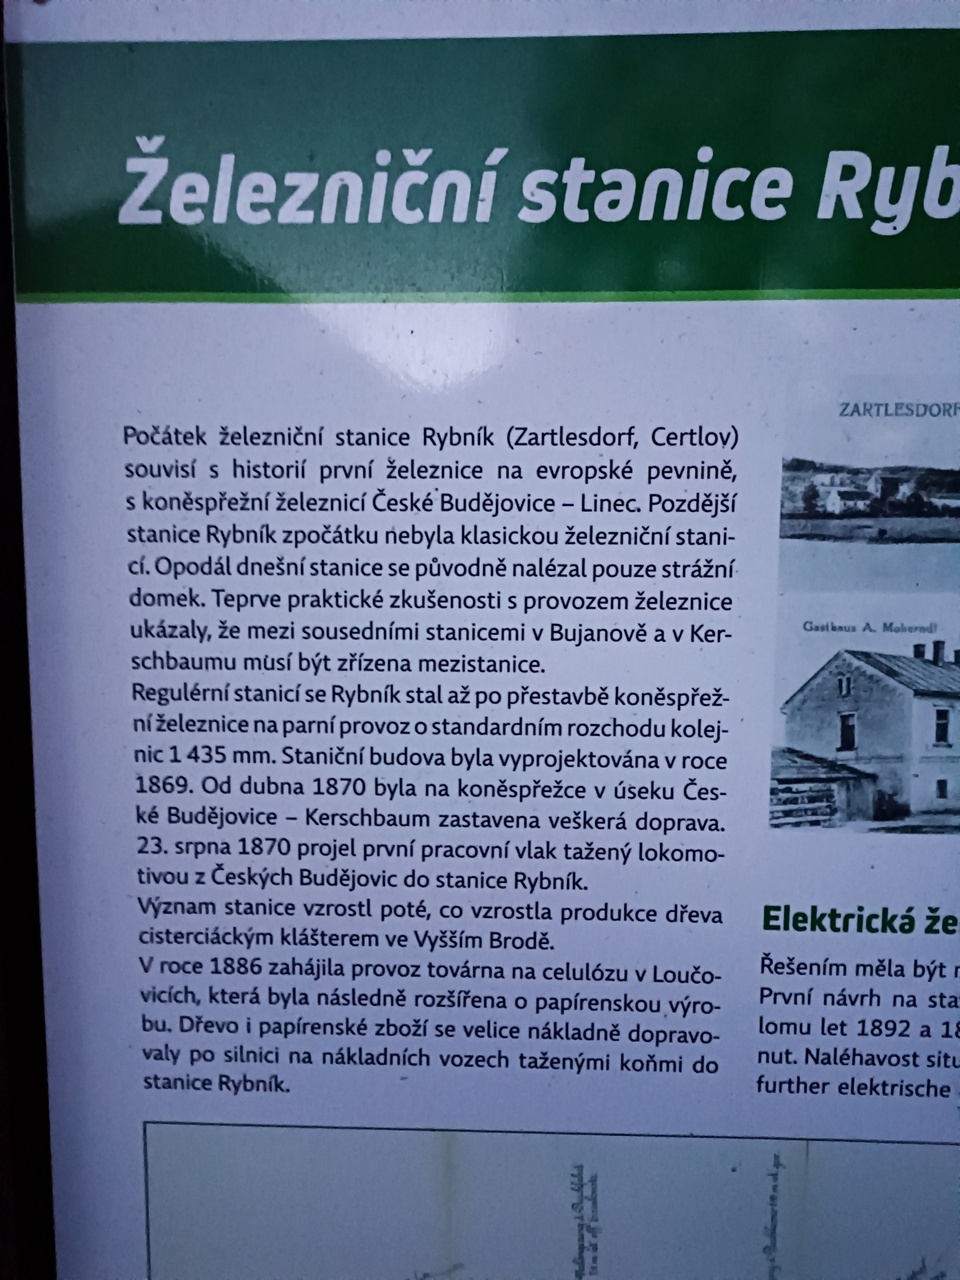 Železniční stanice Ryb
Počátek železniční stanice Rybník (Zartlesdorf, Certlov)
souvisí s historií první železnice na evropské pevnině,
s koněspřežní železnicí České Budějovice – Linec. Pozdější
stanice Rybník zpočátku nebyla klasickou železniční stani-
cí. Opodál dnešní stanice se původně nalézal pouze strážní
domek. Teprve praktické zkušenosti s provozem železnice
ukázaly, že mezi sousedními stanicemi v Bujanově a v Ker-
schbaumu musí být zřízena mezistanice.
Regulérní stanicí se Rybník stal až po přestavbě koněspřež-
ní železnice na parní provoz o standardním rozchodu kolej-
nic 1 435 mm. Staniční budova byla vyprojektována v roce
1869. Od dubna 1870 byla na koněspřežce v úseku Čes-
ké Budějovice – Kerschbaum zastavena veškerá doprava.
23. srpna 1870 projel první pracovní vlak tažený lokomo-
tivou z Českých Budějovic do stanice Rybník.
Význam stanice vzrostl poté, co vzrostla produkce dřeva
cisterciáckým klášterem ve Vyšším Brodě.
V roce 1886 zahájila provoz továrna na celulózu v Loučo-
vicích, která byla následně rozšířena o papírenskou výro-
bu. Dřevo i papírenské zboží se velice nákladně dopravo-
valy po silnici na nákladních vozech taženými koňmi do
stanice Rybník.
ZARTLESDORF
Gasthaus A.
Elektrická že
Řešením měla být
První návrh na sta
lomu let 1892 a 18
nut. Naléhavost situ
further elektrische